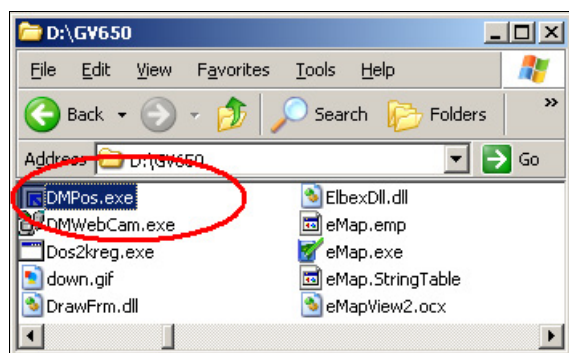 D:\GV650
File Edit View Favorites Tools Help
Back Search Folders »
Address D:\GV650 Go
DMPos.exe ElbexDll.dll
DMWebCam.exe eMap.emp
Dos2kreg.exe eMap.exe
down.gif eMap.StringTable
DrawFrm.dll eMapView2.ocx